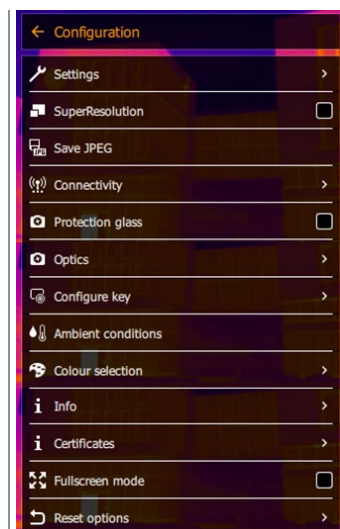 Configuration
Settings
SuperResolution
JPG Save JPEG
Connectivity
Protection glass
Optics
Configure key
Ambient conditions
Colour selection
i Info
i Certificates
Fullscreen mode
Reset options